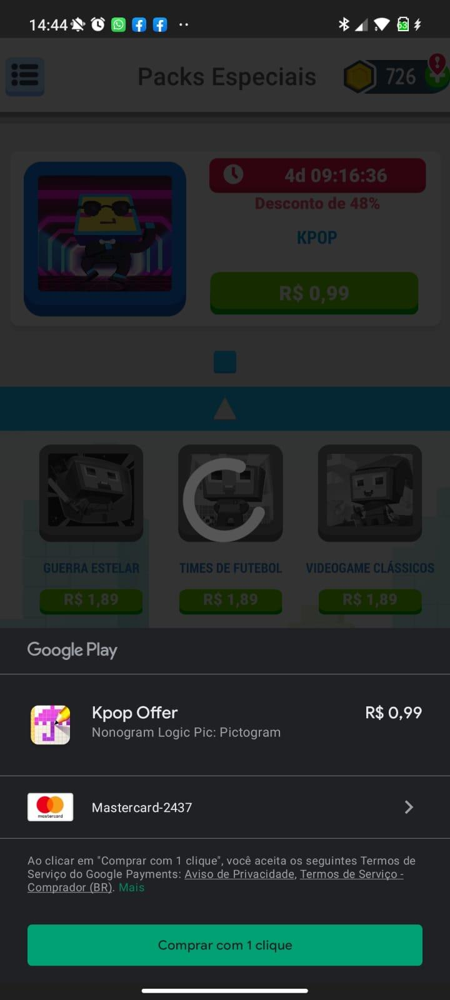 14:44
63
Packs Especiais
726
4d 09:16:36
Desconto de 48%
KPOP
R$ 0,99
GUERRA ESTELAR
TIMES DE FUTEBOL
VIDEOGAME CLÁSSICOS
R$ 1,89
R$ 1,89
R$ 1,89
Google Play
Kpop Offer
R$ 0,99
Nonogram Logic Pic: Pictogram
mastercard
Mastercard-2437
Ao clicar em "Comprar com 1 clique", você aceita os seguintes Termos de
Serviço do Google Payments: Aviso de Privacidade, Termos de Serviço -
Comprador (BR). Mais
Comprar com 1 clique